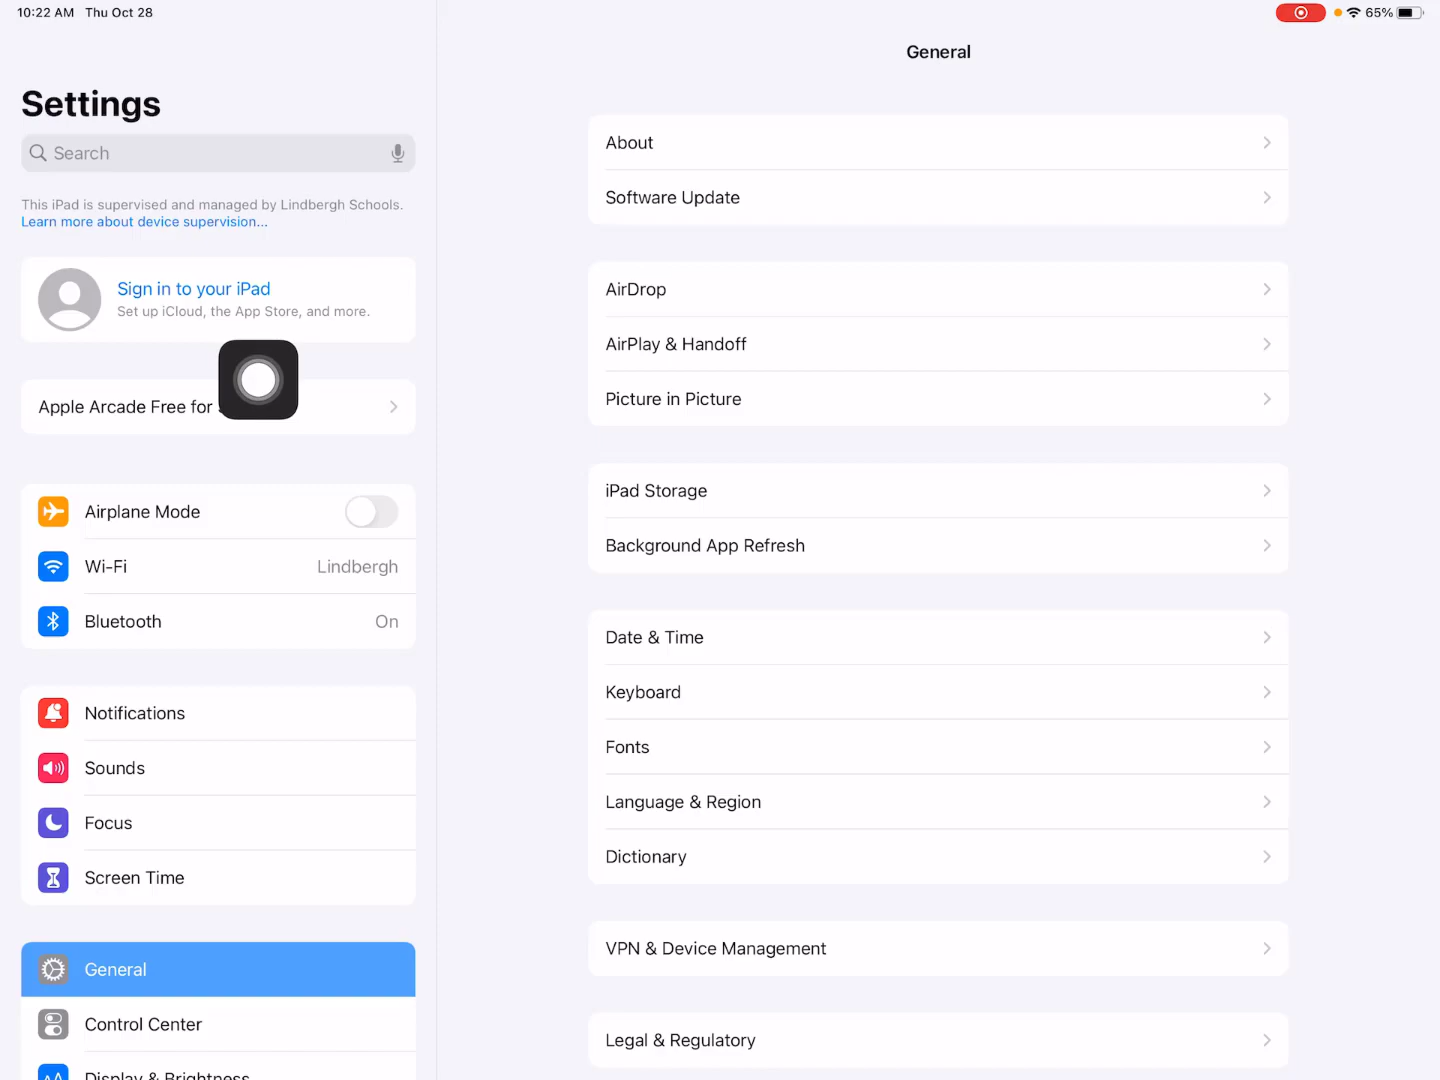 10:22 AM Thu Oct 28
65%
Settings
Search
This iPad is supervised and managed by Lindbergh Schools.
Learn more about device supervision...
Sign in to your iPad
Set up iCloud, the App Store, and more.
Apple Arcade Free for
Airplane Mode
Wi-Fi Lindbergh
Bluetooth On
Notifications
Sounds
Focus
Screen Time
General
Control Center
Display & Brightness
General
About
Software Update
AirDrop
AirPlay & Handoff
Picture in Picture
iPad Storage
Background App Refresh
Date & Time
Keyboard
Fonts
Language & Region
Dictionary
VPN & Device Management
Legal & Regulatory